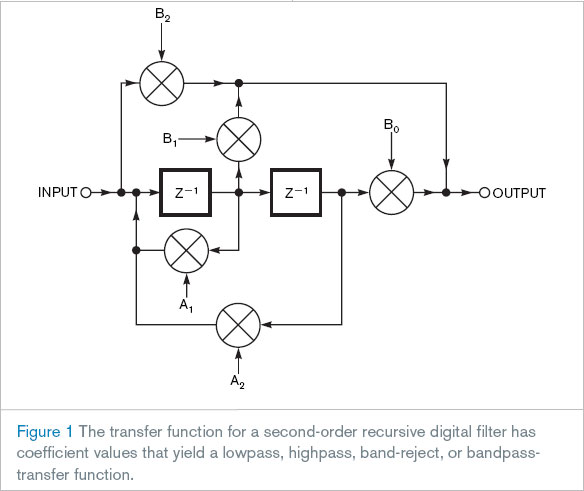 B₂
B₁
B₀
INPUT
Z⁻¹
Z⁻¹
OUTPUT
A₁
A₂
Figure 1 The transfer function for a second-order recursive digital filter has
coefficient values that yield a lowpass, highpass, band-reject, or bandpass-
transfer function.